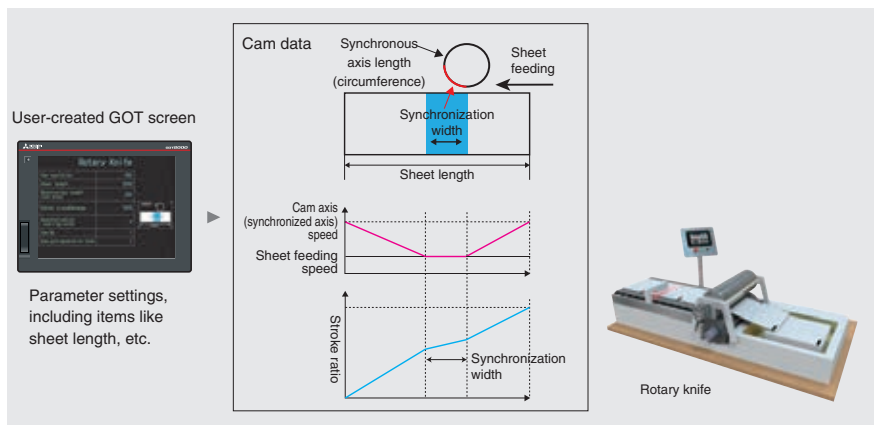 User-created GOT screen
Rotary Knife
Parameter settings,
including items like
sheet length, etc.
Cam data
Synchronous
axis length
(circumference)
Sheet
feeding
Synchronization
width
Sheet length
Cam axis
(synchronized axis)
speed
Sheet feeding
speed
Stroke ratio
Synchronization
width
Rotary knife